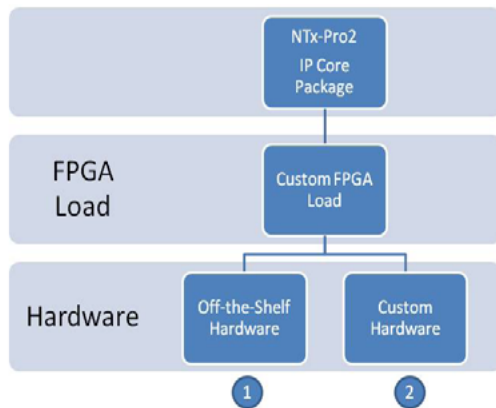 NTx-Pro2
IP Core
Package
FPGA
Load
Custom FPGA
Load
Hardware
Off-the-Shelf
Hardware
Custom
Hardware
1
2